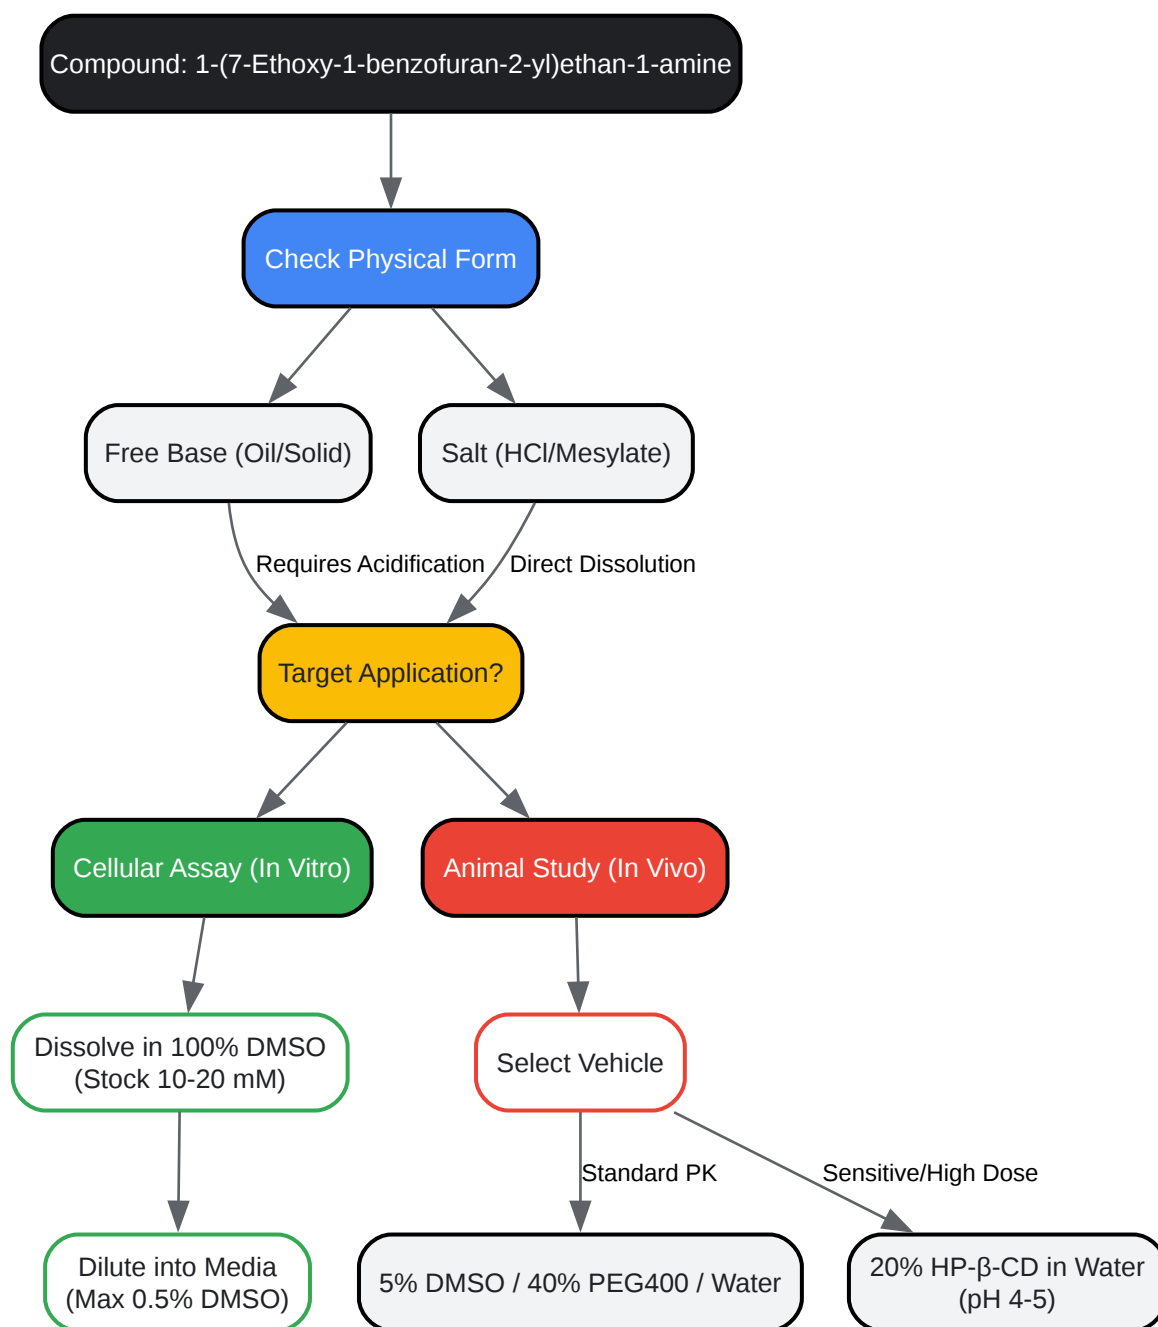 Compound: 1-(7-Ethoxy-1-benzofuran-2-yl)ethan-1-amine
Check Physical Form
Free Base (Oil/Solid)
Salt (HCl/Mesylate)
Requires Acidification
Direct Dissolution
Target Application?
Cellular Assay (In Vitro)
Animal Study (In Vivo)
Dissolve in 100% DMSO
(Stock 10-20 mM)
Select Vehicle
Standard PK
Sensitive/High Dose
Dilute into Media
(Max 0.5% DMSO)
5% DMSO / 40% PEG400 / Water
20% HP-β-CD in Water
(pH 4-5)